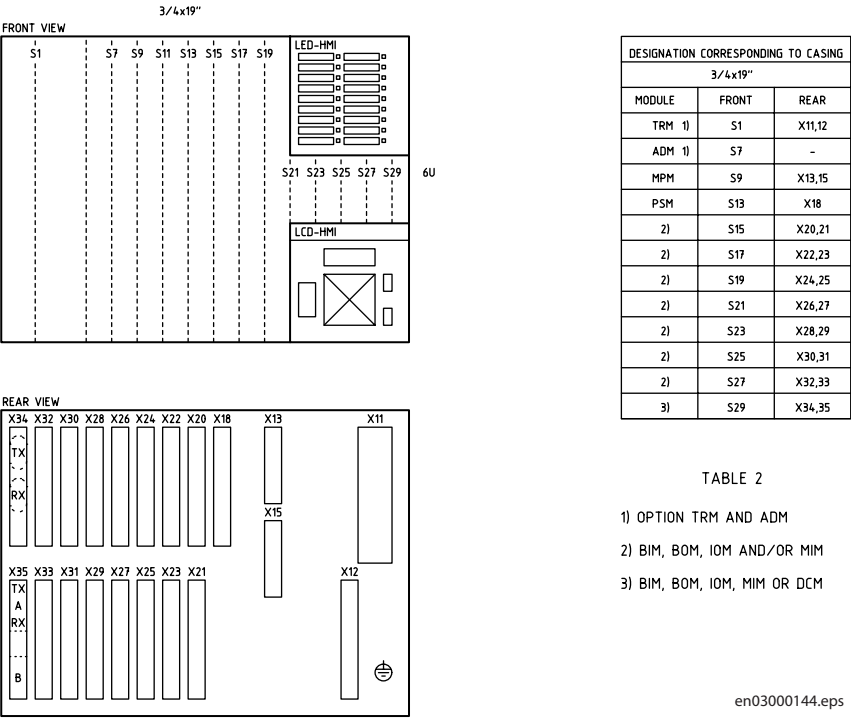 3/4x19"
FRONT VIEW
S1 S7 S9 S11 S13 S15 S17 S19
LED-HMI
S21 S23 S25 S27 S29 6U
LCD-HMI
REAR VIEW
X34 X32 X30 X28 X26 X24 X22 X20 X18 X13 X11
TX
RX
X15
X35 X33 X31 X29 X27 X25 X23 X21 X12
TX
A
RX
B
DESIGNATION CORRESPONDING TO CASING
3/4x19"
MODULE FRONT REAR
TRM 1) S1 X11,12
ADM 1) S7 -
MPM S9 X13,15
PSM S13 X18
2) S15 X20,21
2) S17 X22,23
2) S19 X24,25
2) S21 X26,27
2) S23 X28,29
2) S25 X30,31
2) S27 X32,33
3) S29 X34,35
TABLE 2
1) OPTION TRM AND ADM
2) BIM, BOM, IOM AND/OR MIM
3) BIM, BOM, IOM, MIM OR DCM
en03000144.eps